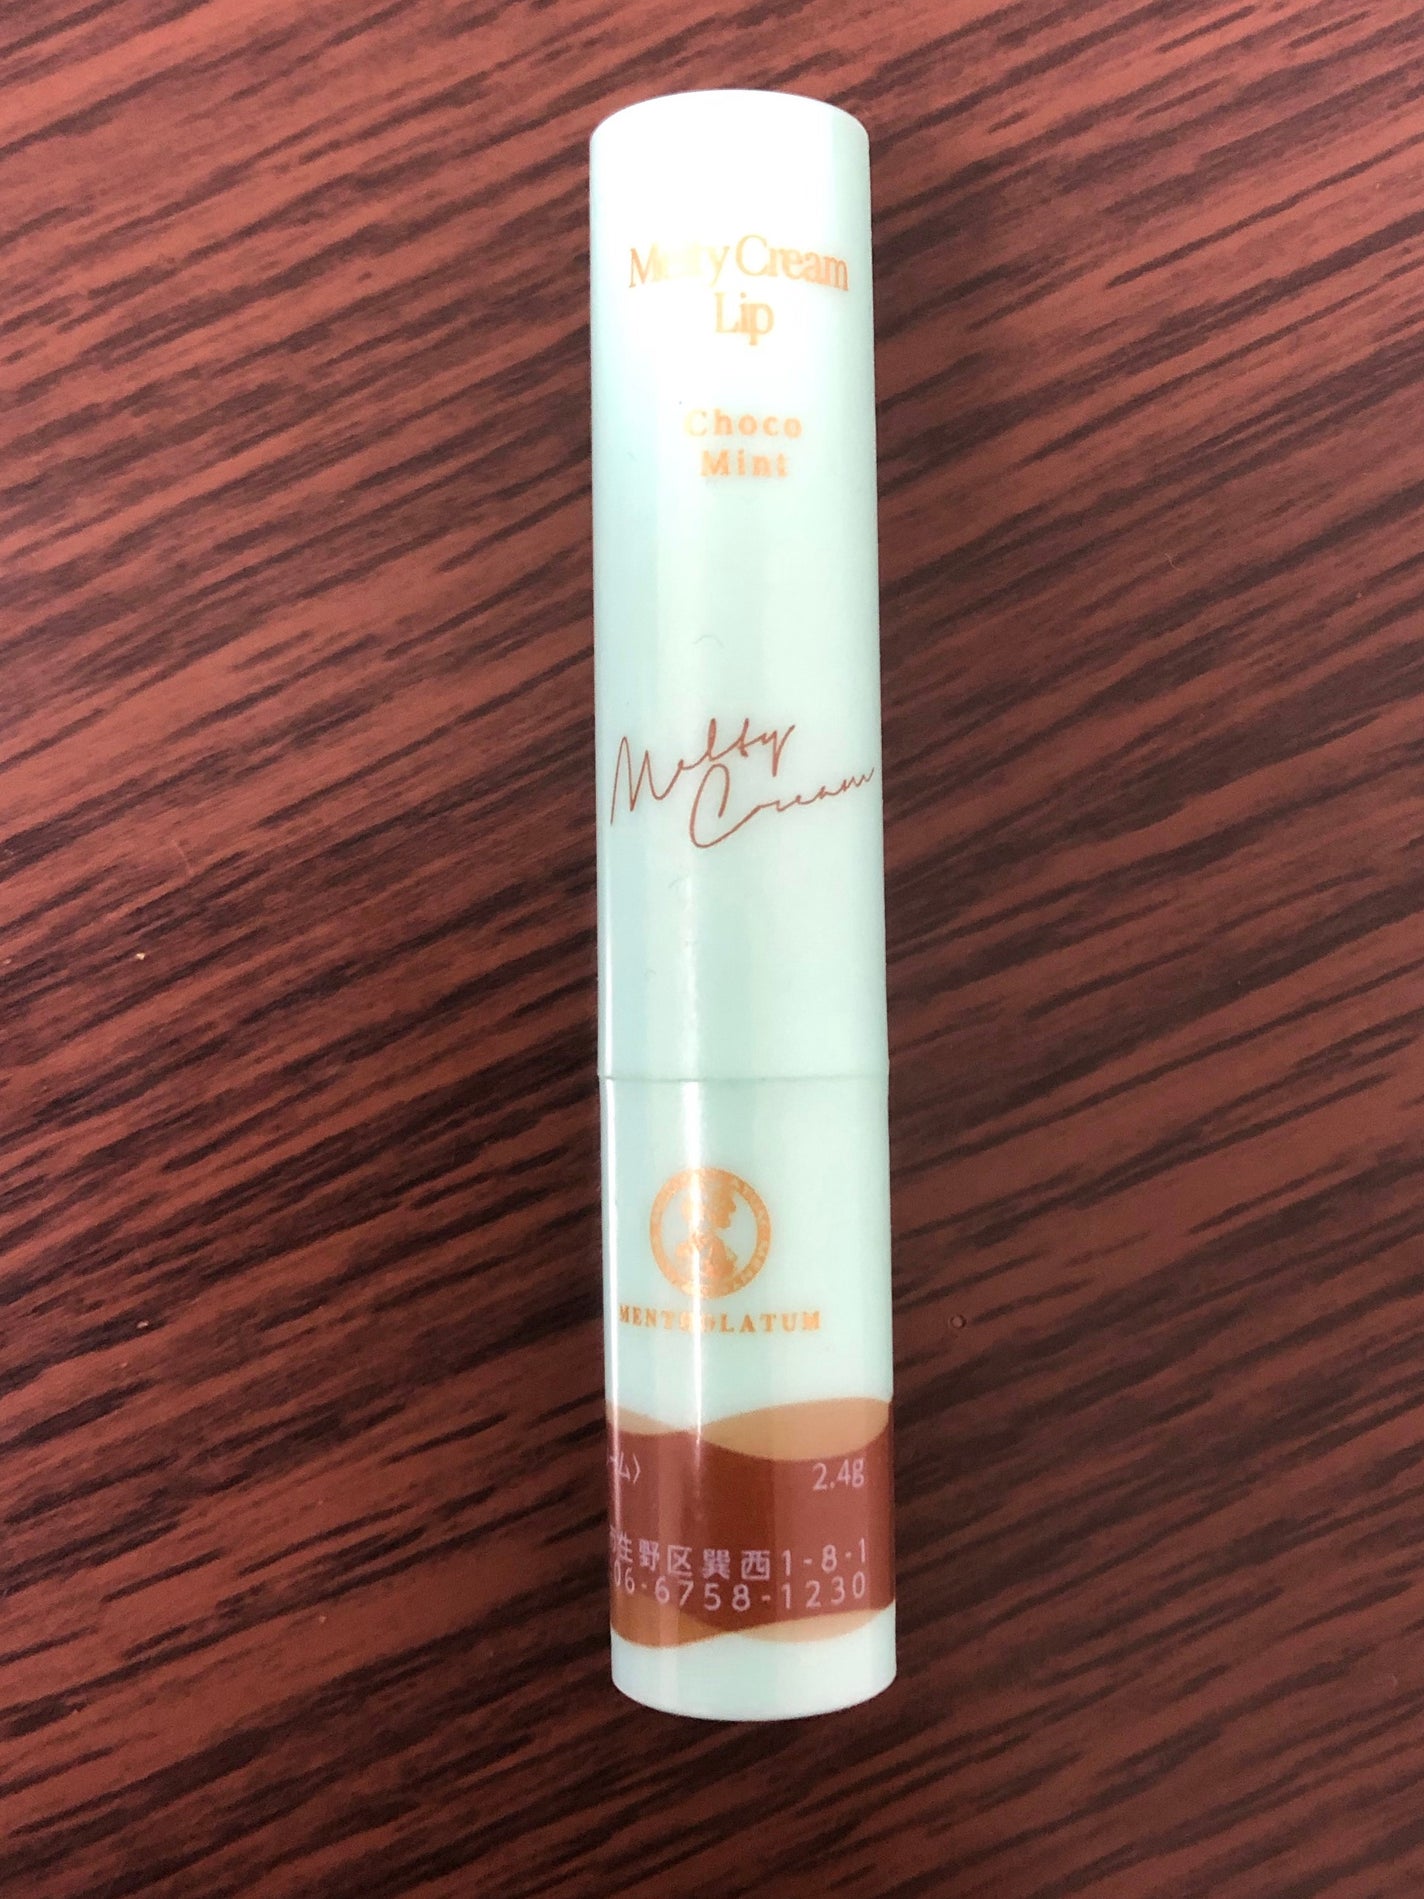 Melty Cream
Lip
Choco
Mint
Melty
Cream
MENTHOLATUM
ーム〉 2.4g
生野区巽西1-8-1
06-6758-1230